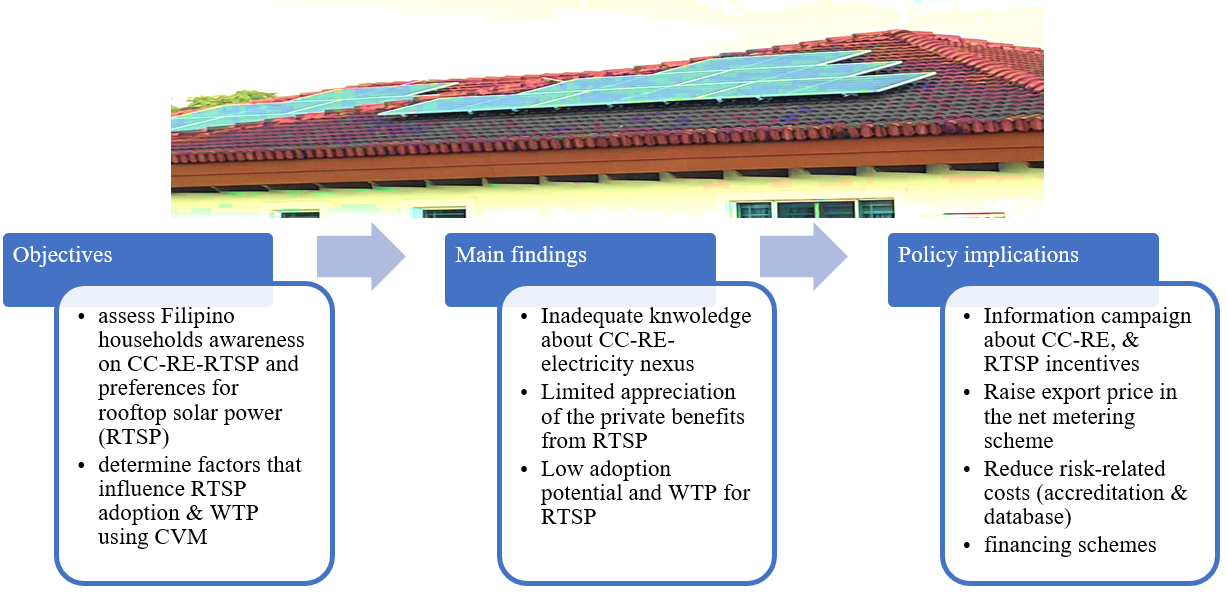 Objectives
• assess Filipino
households awareness
on CC-RE-RTSP and
preferences for
rooftop solar power
(RTSP)
• determine factors that
influence RTSP
adoption & WTP
using CVM
Main findings
• Inadequate knwoledge
about CC-RE-
electricity nexus
• Limited appreciation
of the private benefits
from RTSP
• Low adoption
potential and WTP for
RTSP
Policy implications
• Information campaign
about CC-RE, &
RTSP incentives
• Raise export price in
the net metering
scheme
• Reduce risk-related
costs (accreditation &
database)
• financing schemes